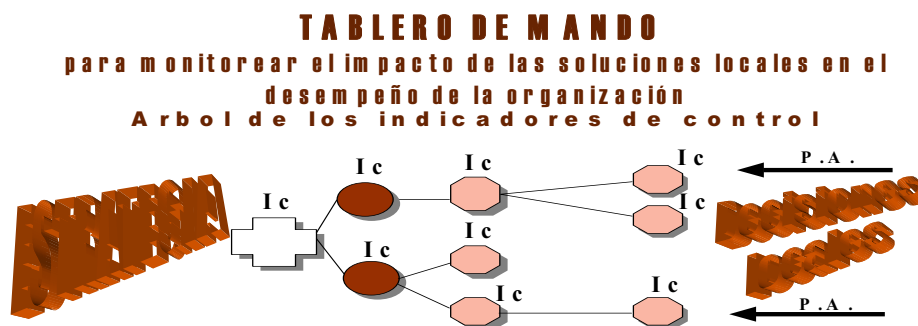 TABLERO DE MANDO
para monitorear el impacto de las soluciones locales en el
desempeño de la organización
Arbol de los indicadores de control
Ic
Ic
Ic
Ic
P.A.
Ic
Ic
Decisiones
locales
Ic
Ic
Ic
P.A.